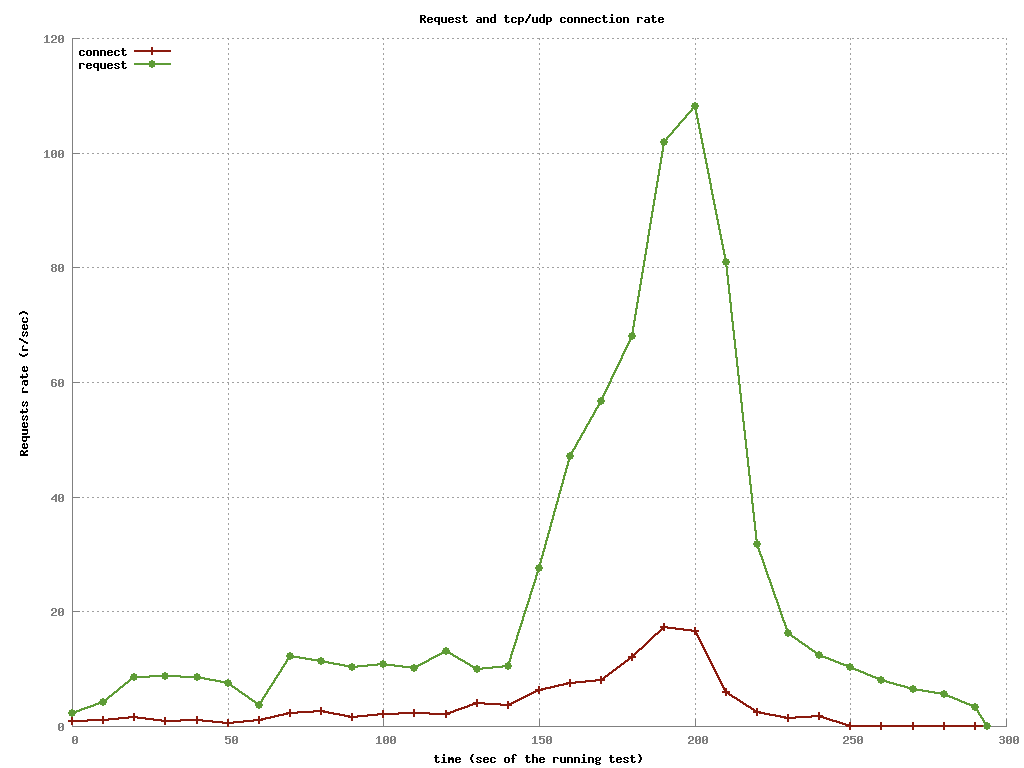 Request and tcp/udp connection rate
120
connect
request
100
80
60
40
20
0
Requests rate (r/sec)
0 50 100 150 200 250 300
time (sec of the running test)